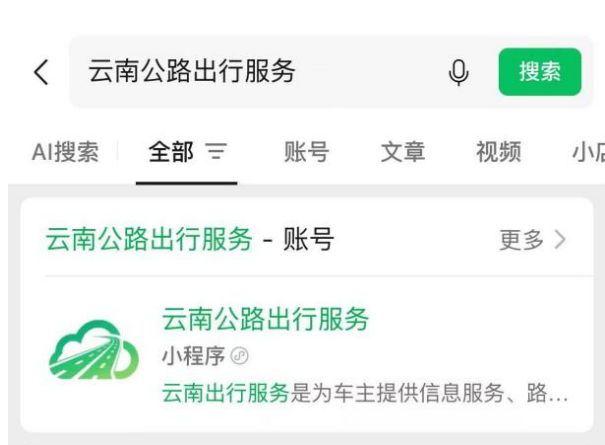 云南公路出行服务 搜索
AI搜索 全部 账号 文章 视频 小店
云南公路出行服务 - 账号 更多
云南公路出行服务
小程序
云南出行服务是为车主提供信息服务、路...